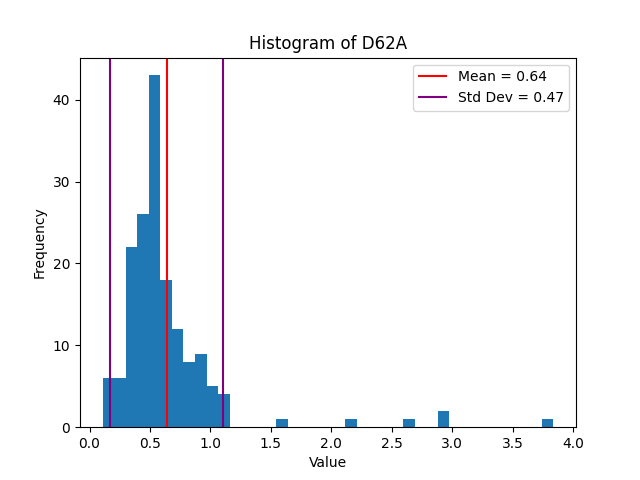 Histogram of D62A
Mean = 0.64
Std Dev = 0.47
Frequency
40
30
20
10
0
0.0 0.5 1.0 1.5 2.0 2.5 3.0 3.5 4.0
Value